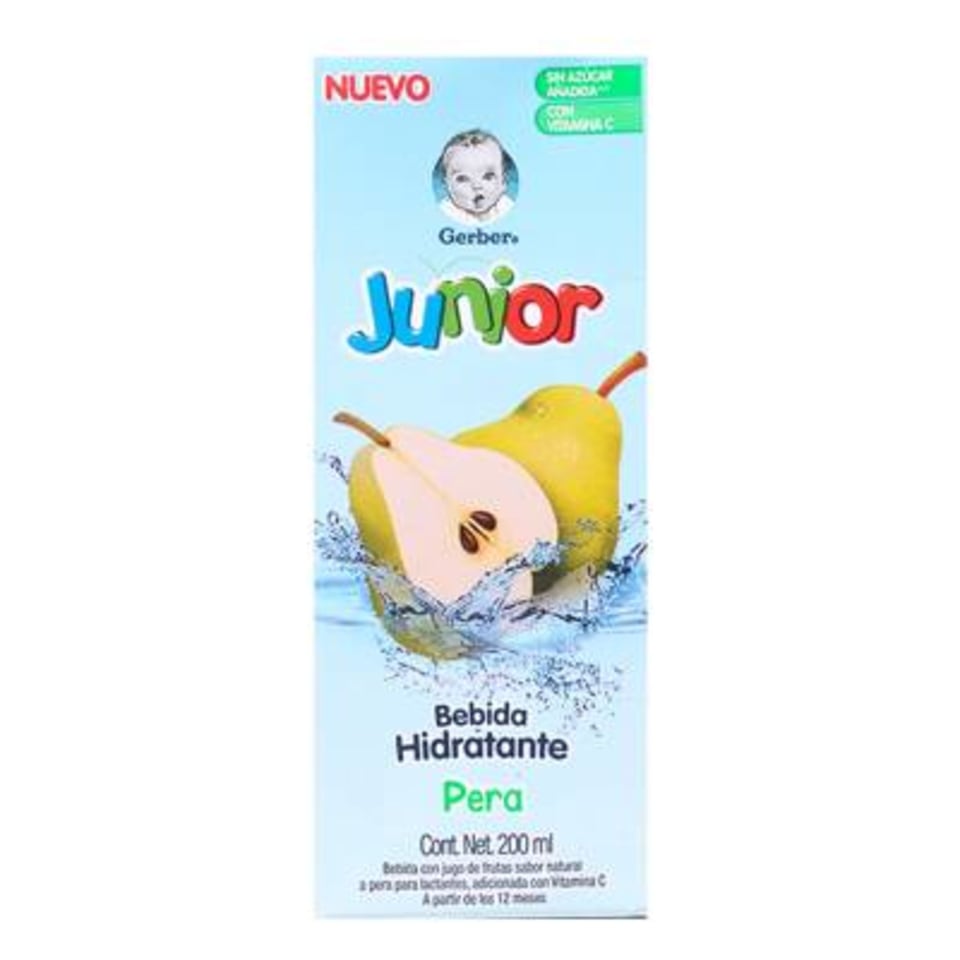 NUEVO
SIN AZÚCAR
AÑADIDA
CON
VITAMINA C
Gerber®
Junior
Bebida
Hidratante
Pera
Cont. Net. 200 ml
Bebida con jugo de frutas sabor natural
a pera para lactantes, adicionada con Vitamina C
A partir de los 12 meses